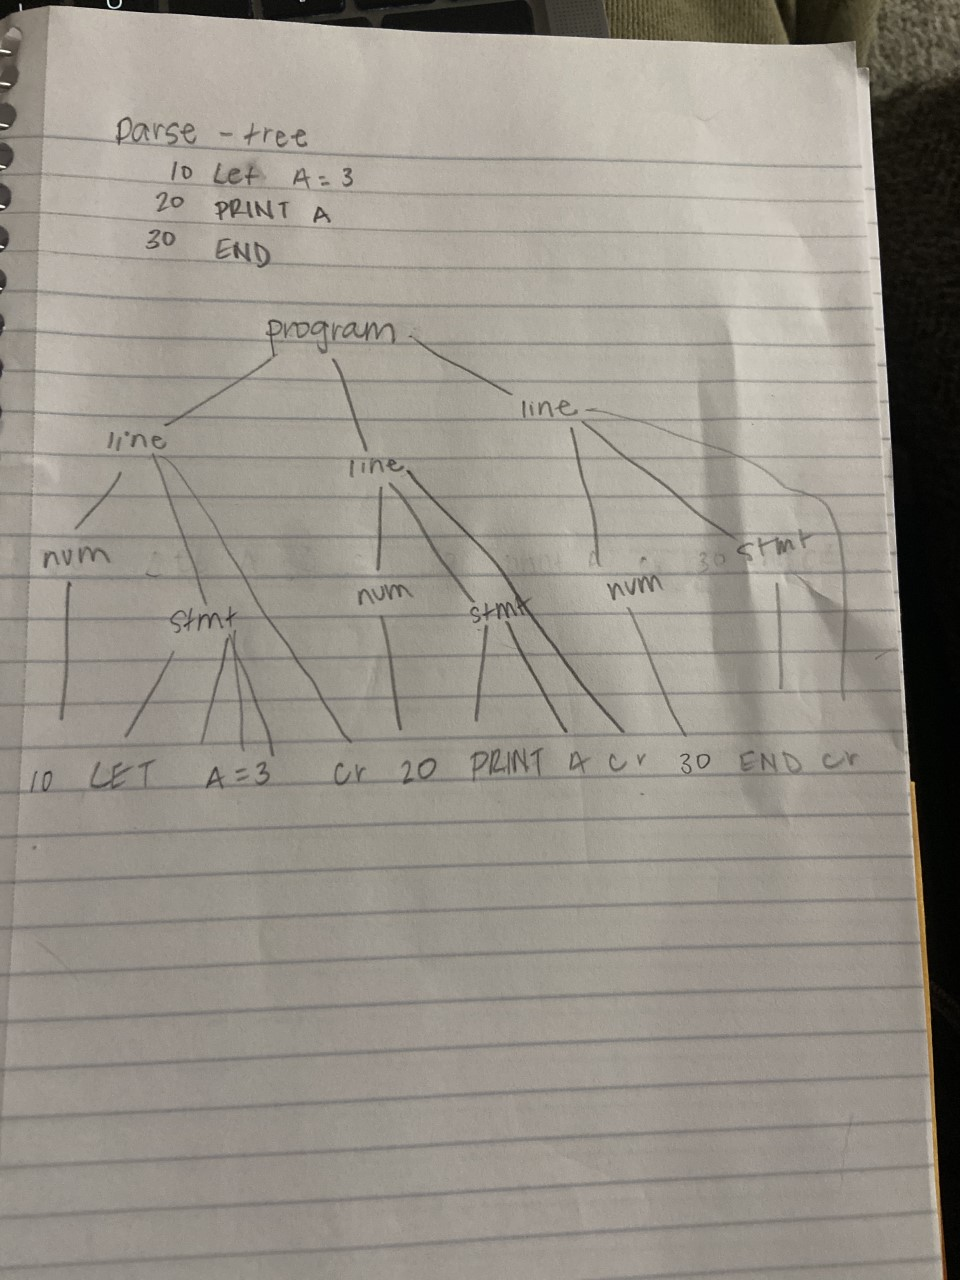 Parse - tree
10 Let A = 3
20 PRINT A
30 END
program
line
line
line
num
stmt
num
stmt
num
stmt
10 LET A = 3 Cr 20 PRINT A Cr 30 END Cr